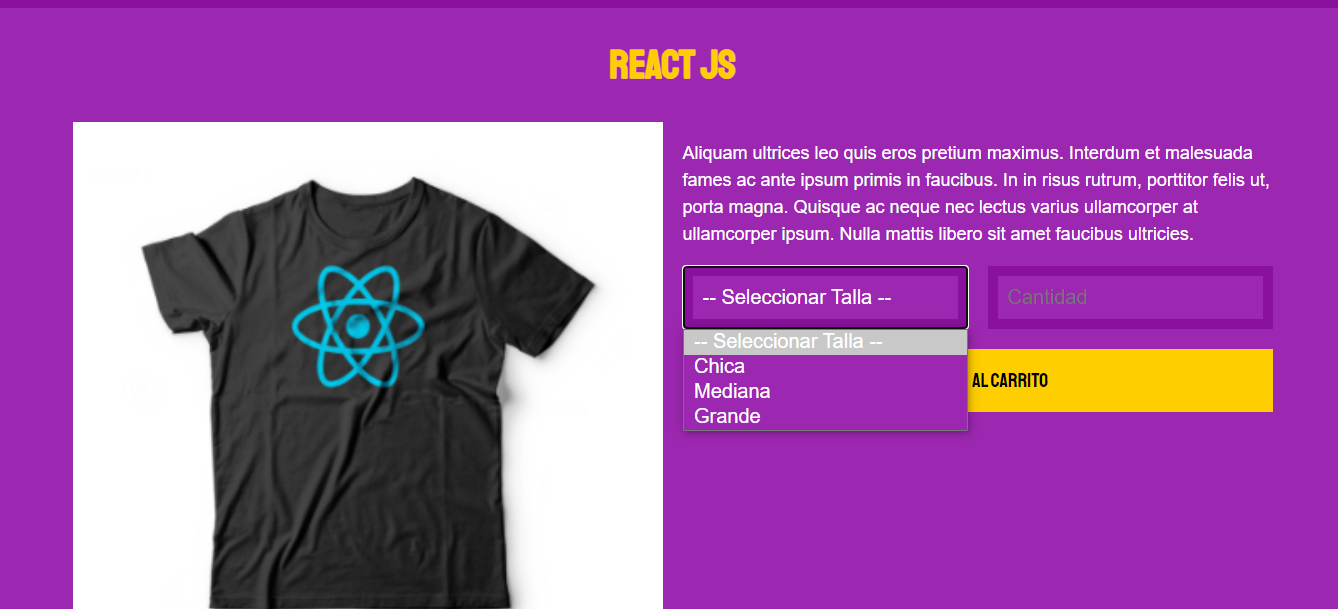 REACT JS
Aliquam ultrices leo quis eros pretium maximus. Interdum et malesuada
fames ac ante ipsum primis in faucibus. In in risus rutrum, porttitor felis ut,
porta magna. Quisque ac neque nec lectus varius ullamcorper at
ullamcorper ipsum. Nulla mattis libero sit amet faucibus ultricies.
-- Seleccionar Talla --
Cantidad
-- Seleccionar Talla --
Chica
Mediana
Grande
AL CARRITO